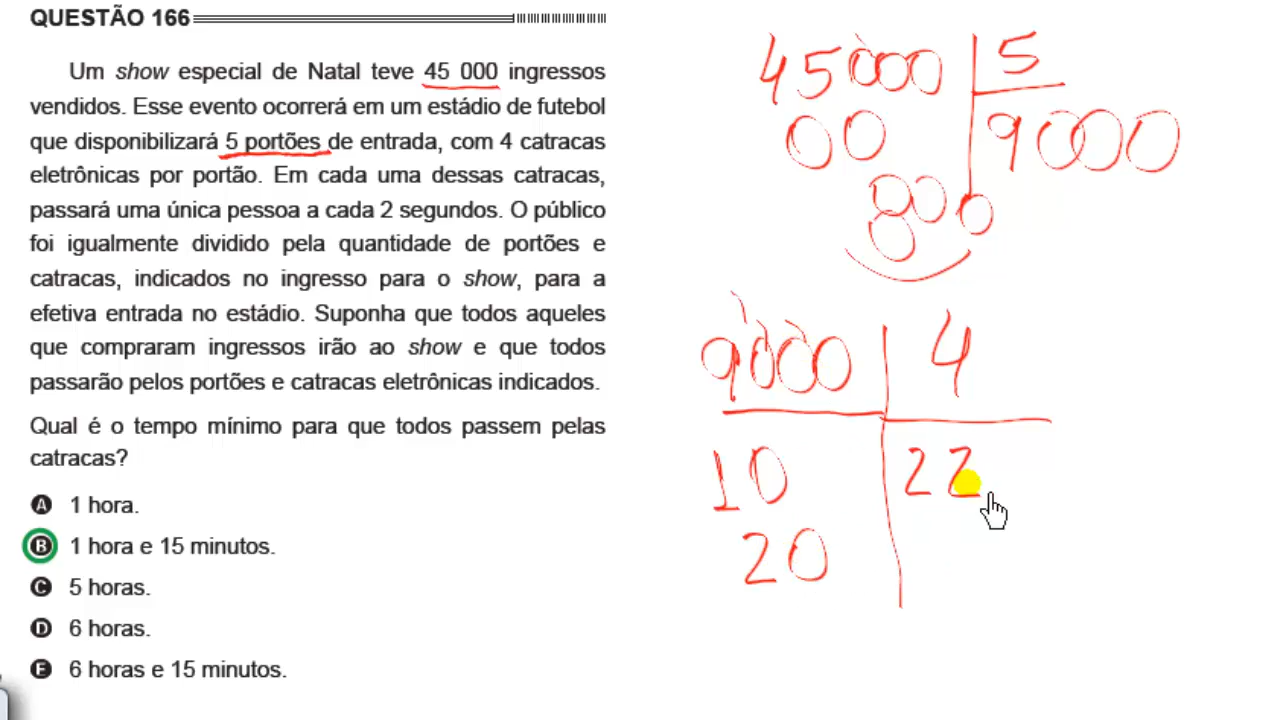 QUESTÃO 166
Um show especial de Natal teve 45 000 ingressos
vendidos. Esse evento ocorrerá em um estádio de futebol
que disponibilizará 5 portões de entrada, com 4 catracas
eletrônicas por portão. Em cada uma dessas catracas,
passará uma única pessoa a cada 2 segundos. O público
foi igualmente dividido pela quantidade de portões e
catracas, indicados no ingresso para o show, para a
efetiva entrada no estádio. Suponha que todos aqueles
que compraram ingressos irão ao show e que todos
passarão pelos portões e catracas eletrônicas indicados.
Qual é o tempo mínimo para que todos passem pelas
catracas?
A 1 hora.
B 1 hora e 15 minutos.
C 5 horas.
D 6 horas.
E 6 horas e 15 minutos.
45000 5
00 9000
000
0
9000 4
10 22
20